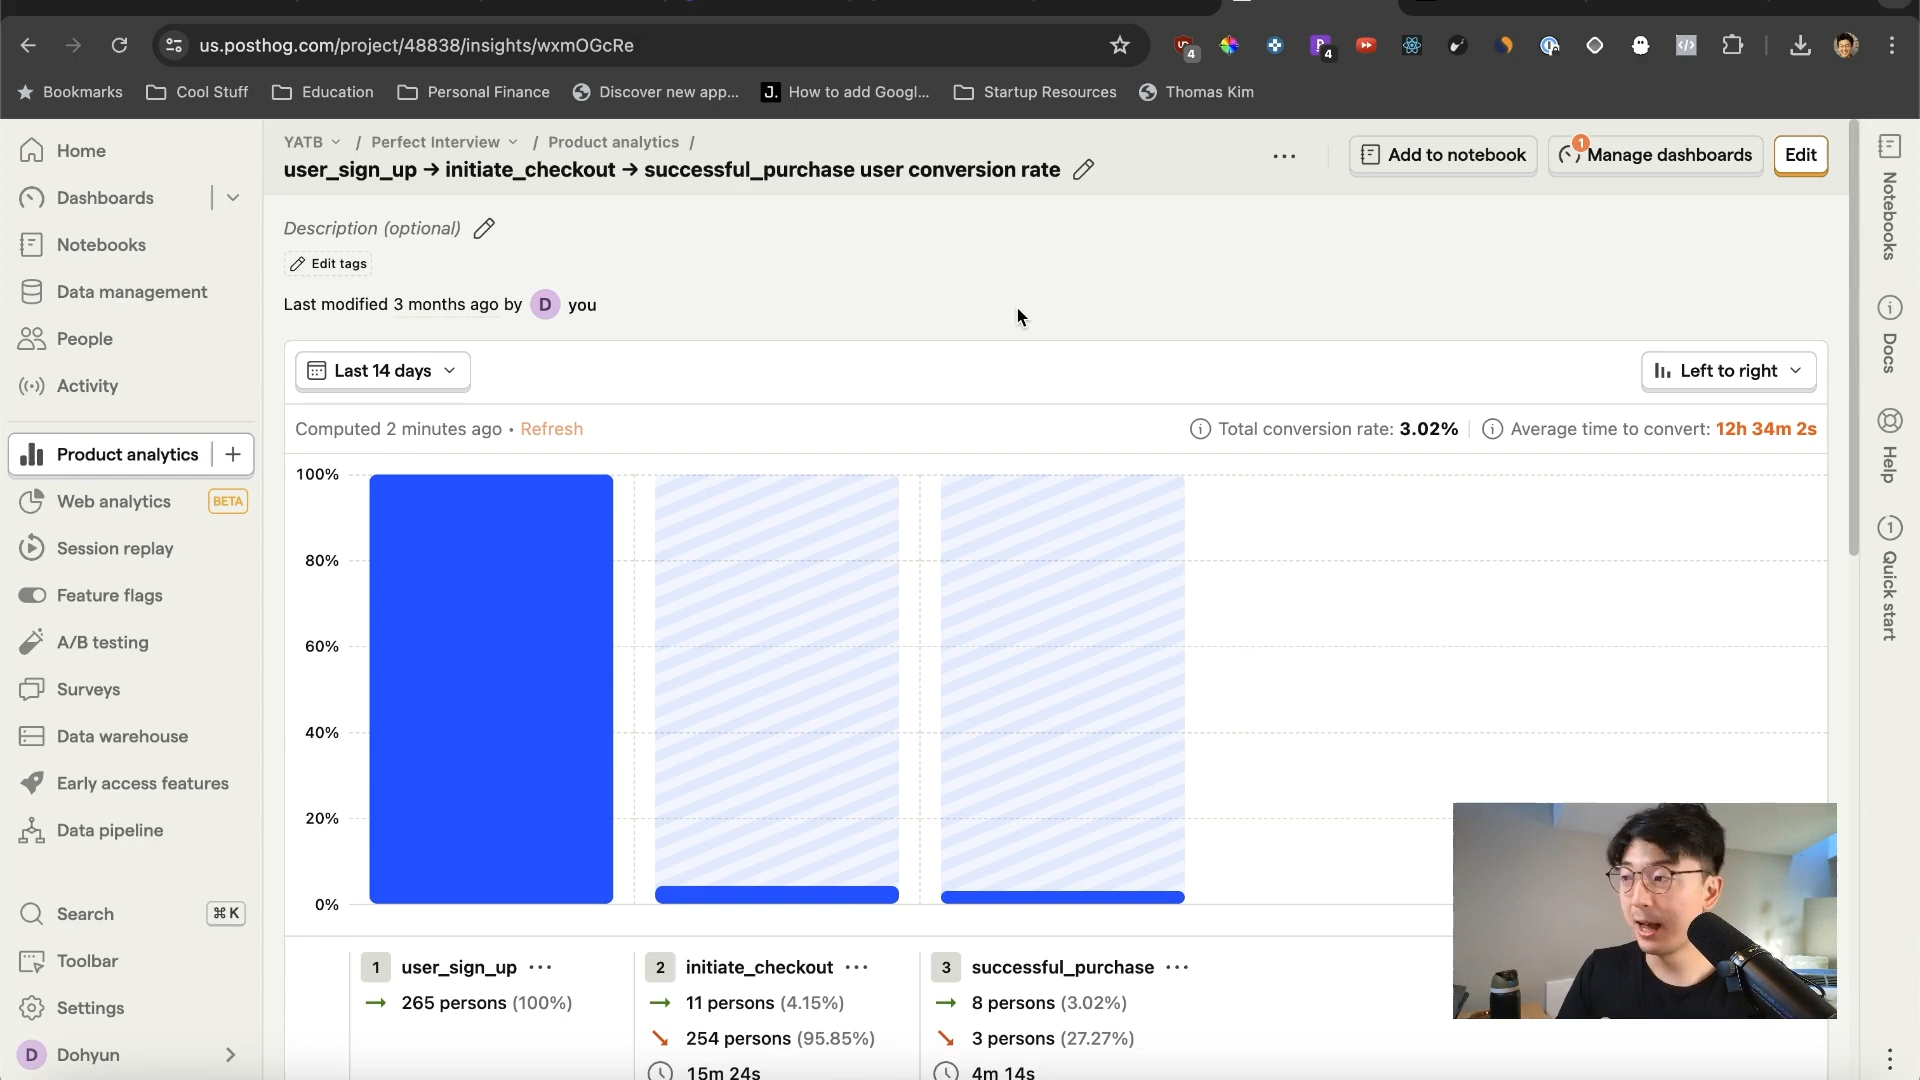 us.posthog.com/project/48838/insights/wxmOGcRe
4
4
Bookmarks
Cool Stuff
Education
Personal Finance
Discover new app...
J. How to add Googl...
Startup Resources
Thomas Kim
Home
Dashboards
Notebooks
Data management
People
Activity
Product analytics
Web analytics BETA
Session replay
Feature flags
A/B testing
Surveys
Data warehouse
Early access features
Data pipeline
Search ⌘ K
Toolbar
Settings
D Dohyun
YATB / Perfect Interview / Product analytics /
user_sign_up → initiate_checkout → successful_purchase user conversion rate
Add to notebook
1
Manage dashboards
Edit
Description (optional)
Edit tags
Last modified 3 months ago by D you
Last 14 days
Left to right
Computed 2 minutes ago • Refresh
Total conversion rate: 3.02%
Average time to convert: 12h 34m 2s
100%
80%
60%
40%
20%
0%
1 user_sign_up
265 persons (100%)
2 initiate_checkout
11 persons (4.15%)
254 persons (95.85%)
15m 24s
3 successful_purchase
8 persons (3.02%)
3 persons (27.27%)
4m 14s
Notebooks
Docs
Help
1
Quick start